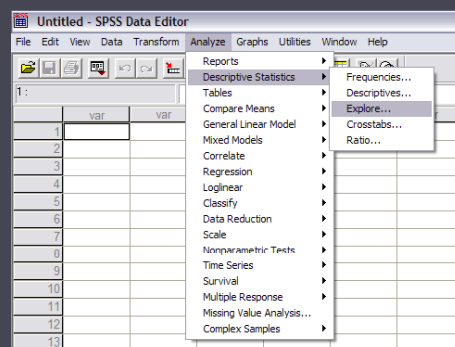 Untitled - SPSS Data Editor
File Edit View Data Transform Analyze Graphs Utilities Window Help
1 :
var var
Reports
Descriptive Statistics
Tables
Compare Means
General Linear Model
Mixed Models
Correlate
Regression
Loglinear
Classify
Data Reduction
Scale
Nonparametric Tests
Time Series
Survival
Multiple Response
Missing Value Analysis...
Complex Samples
Frequencies...
Descriptives...
Explore...
Crosstabs...
Ratio...
1
2
3
4
5
6
7
8
9
10
11
12
13